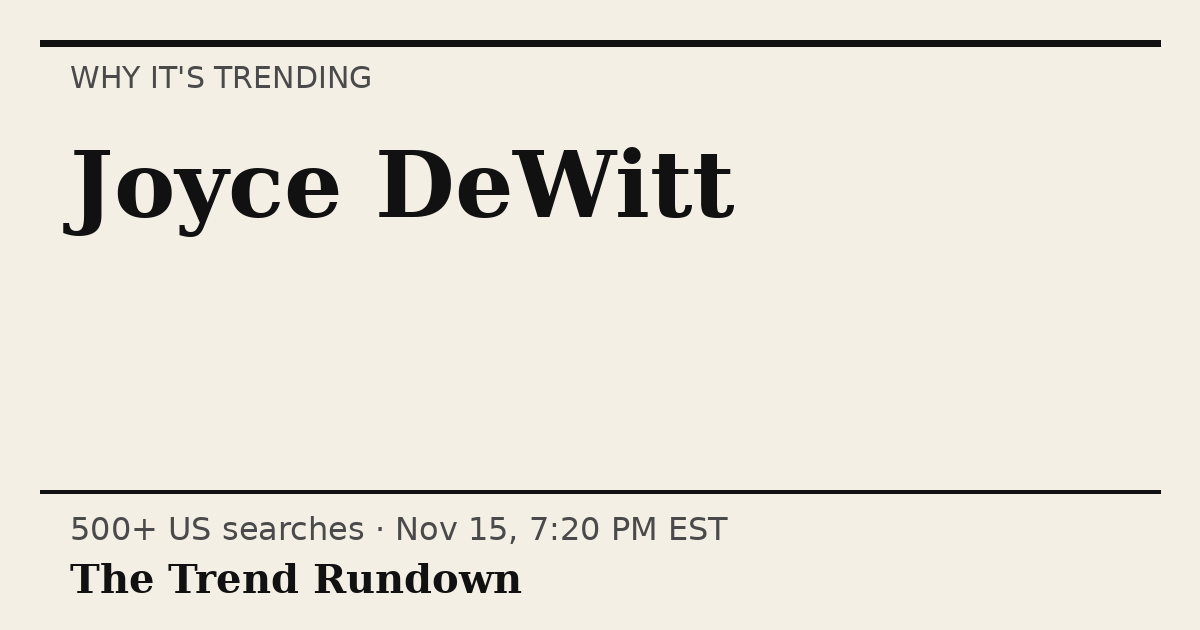 WHY IT'S TRENDING
Joyce DeWitt
500+ US searches · Nov 15, 7:20 PM EST
The Trend Rundown